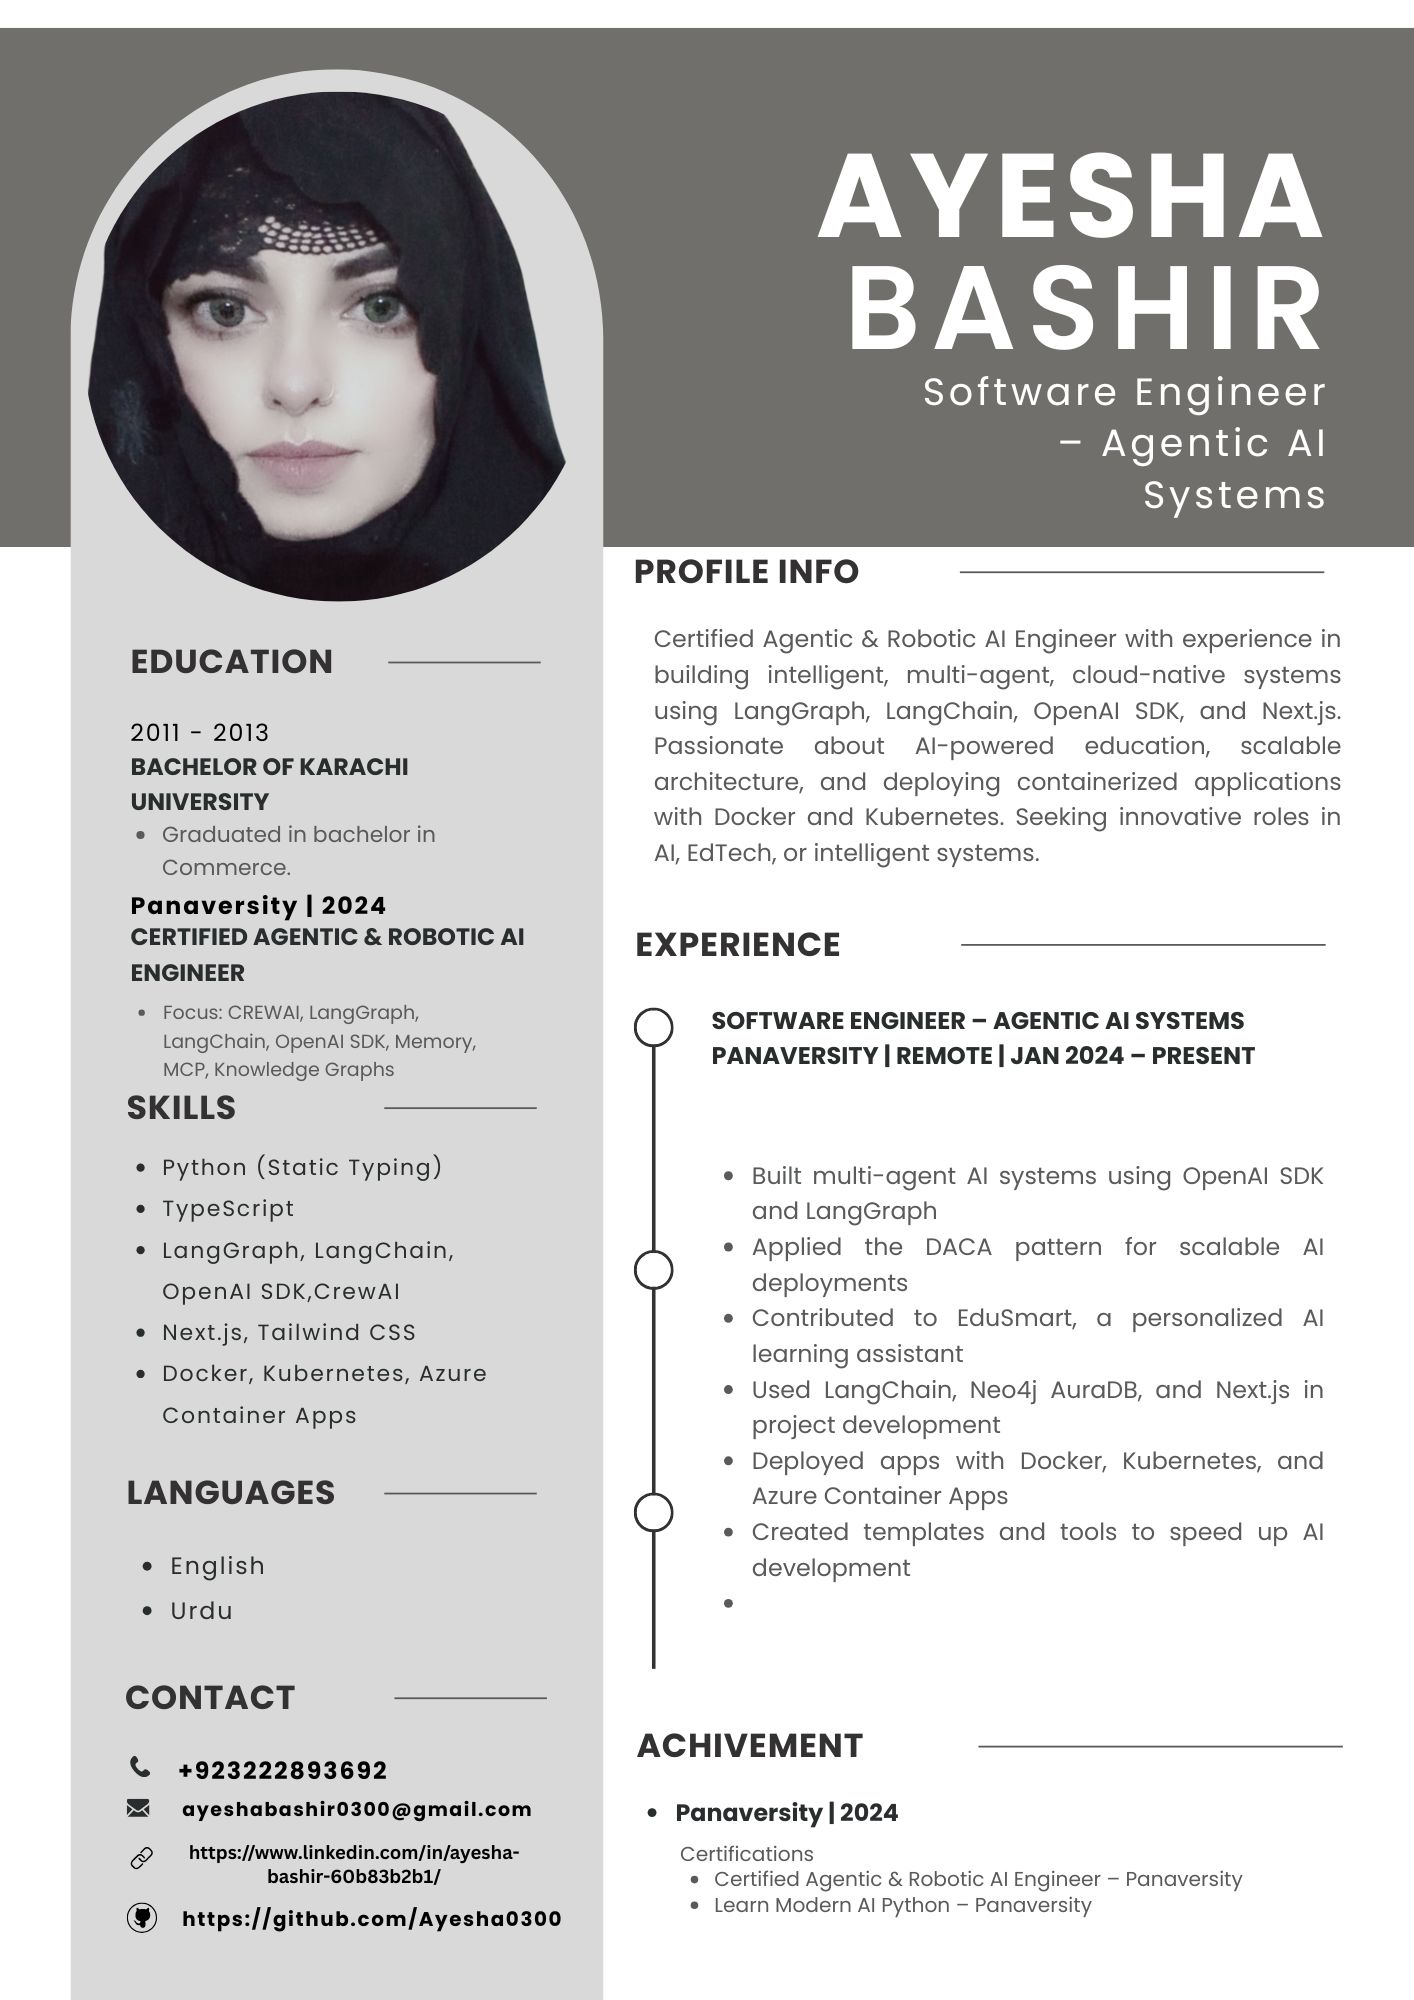 AYESHA
BASHIR
Software Engineer
– Agentic AI
Systems
EDUCATION
2011 - 2013
BACHELOR OF KARACHI
UNIVERSITY
• Graduated in bachelor in
Commerce.
Panaversity | 2024
CERTIFIED AGENTIC & ROBOTIC AI
ENGINEER
• Focus: CREWAI, LangGraph,
LangChain, OpenAI SDK, Memory,
MCP, Knowledge Graphs
SKILLS
• Python (Static Typing)
• TypeScript
• LangGraph, LangChain,
OpenAI SDK,CrewAI
• Next.js, Tailwind CSS
• Docker, Kubernetes, Azure
Container Apps
LANGUAGES
• English
• Urdu
CONTACT
+923222893692
ayeshabashir0300@gmail.com
https://www.linkedin.com/in/ayesha-
bashir-60b83b2b1/
https://github.com/Ayesha0300
PROFILE INFO
Certified Agentic & Robotic AI Engineer with experience in
building intelligent, multi-agent, cloud-native systems
using LangGraph, LangChain, OpenAI SDK, and Next.js.
Passionate about AI-powered education, scalable
architecture, and deploying containerized applications
with Docker and Kubernetes. Seeking innovative roles in
AI, EdTech, or intelligent systems.
EXPERIENCE
SOFTWARE ENGINEER – AGENTIC AI SYSTEMS
PANAVERSITY | REMOTE | JAN 2024 – PRESENT
• Built multi-agent AI systems using OpenAI SDK
and LangGraph
• Applied the DACA pattern for scalable AI
deployments
• Contributed to EduSmart, a personalized AI
learning assistant
• Used LangChain, Neo4j AuraDB, and Next.js in
project development
• Deployed apps with Docker, Kubernetes, and
Azure Container Apps
• Created templates and tools to speed up AI
development
•
ACHIVEMENT
• Panaversity | 2024
Certifications
• Certified Agentic & Robotic AI Engineer – Panaversity
• Learn Modern AI Python – Panaversity